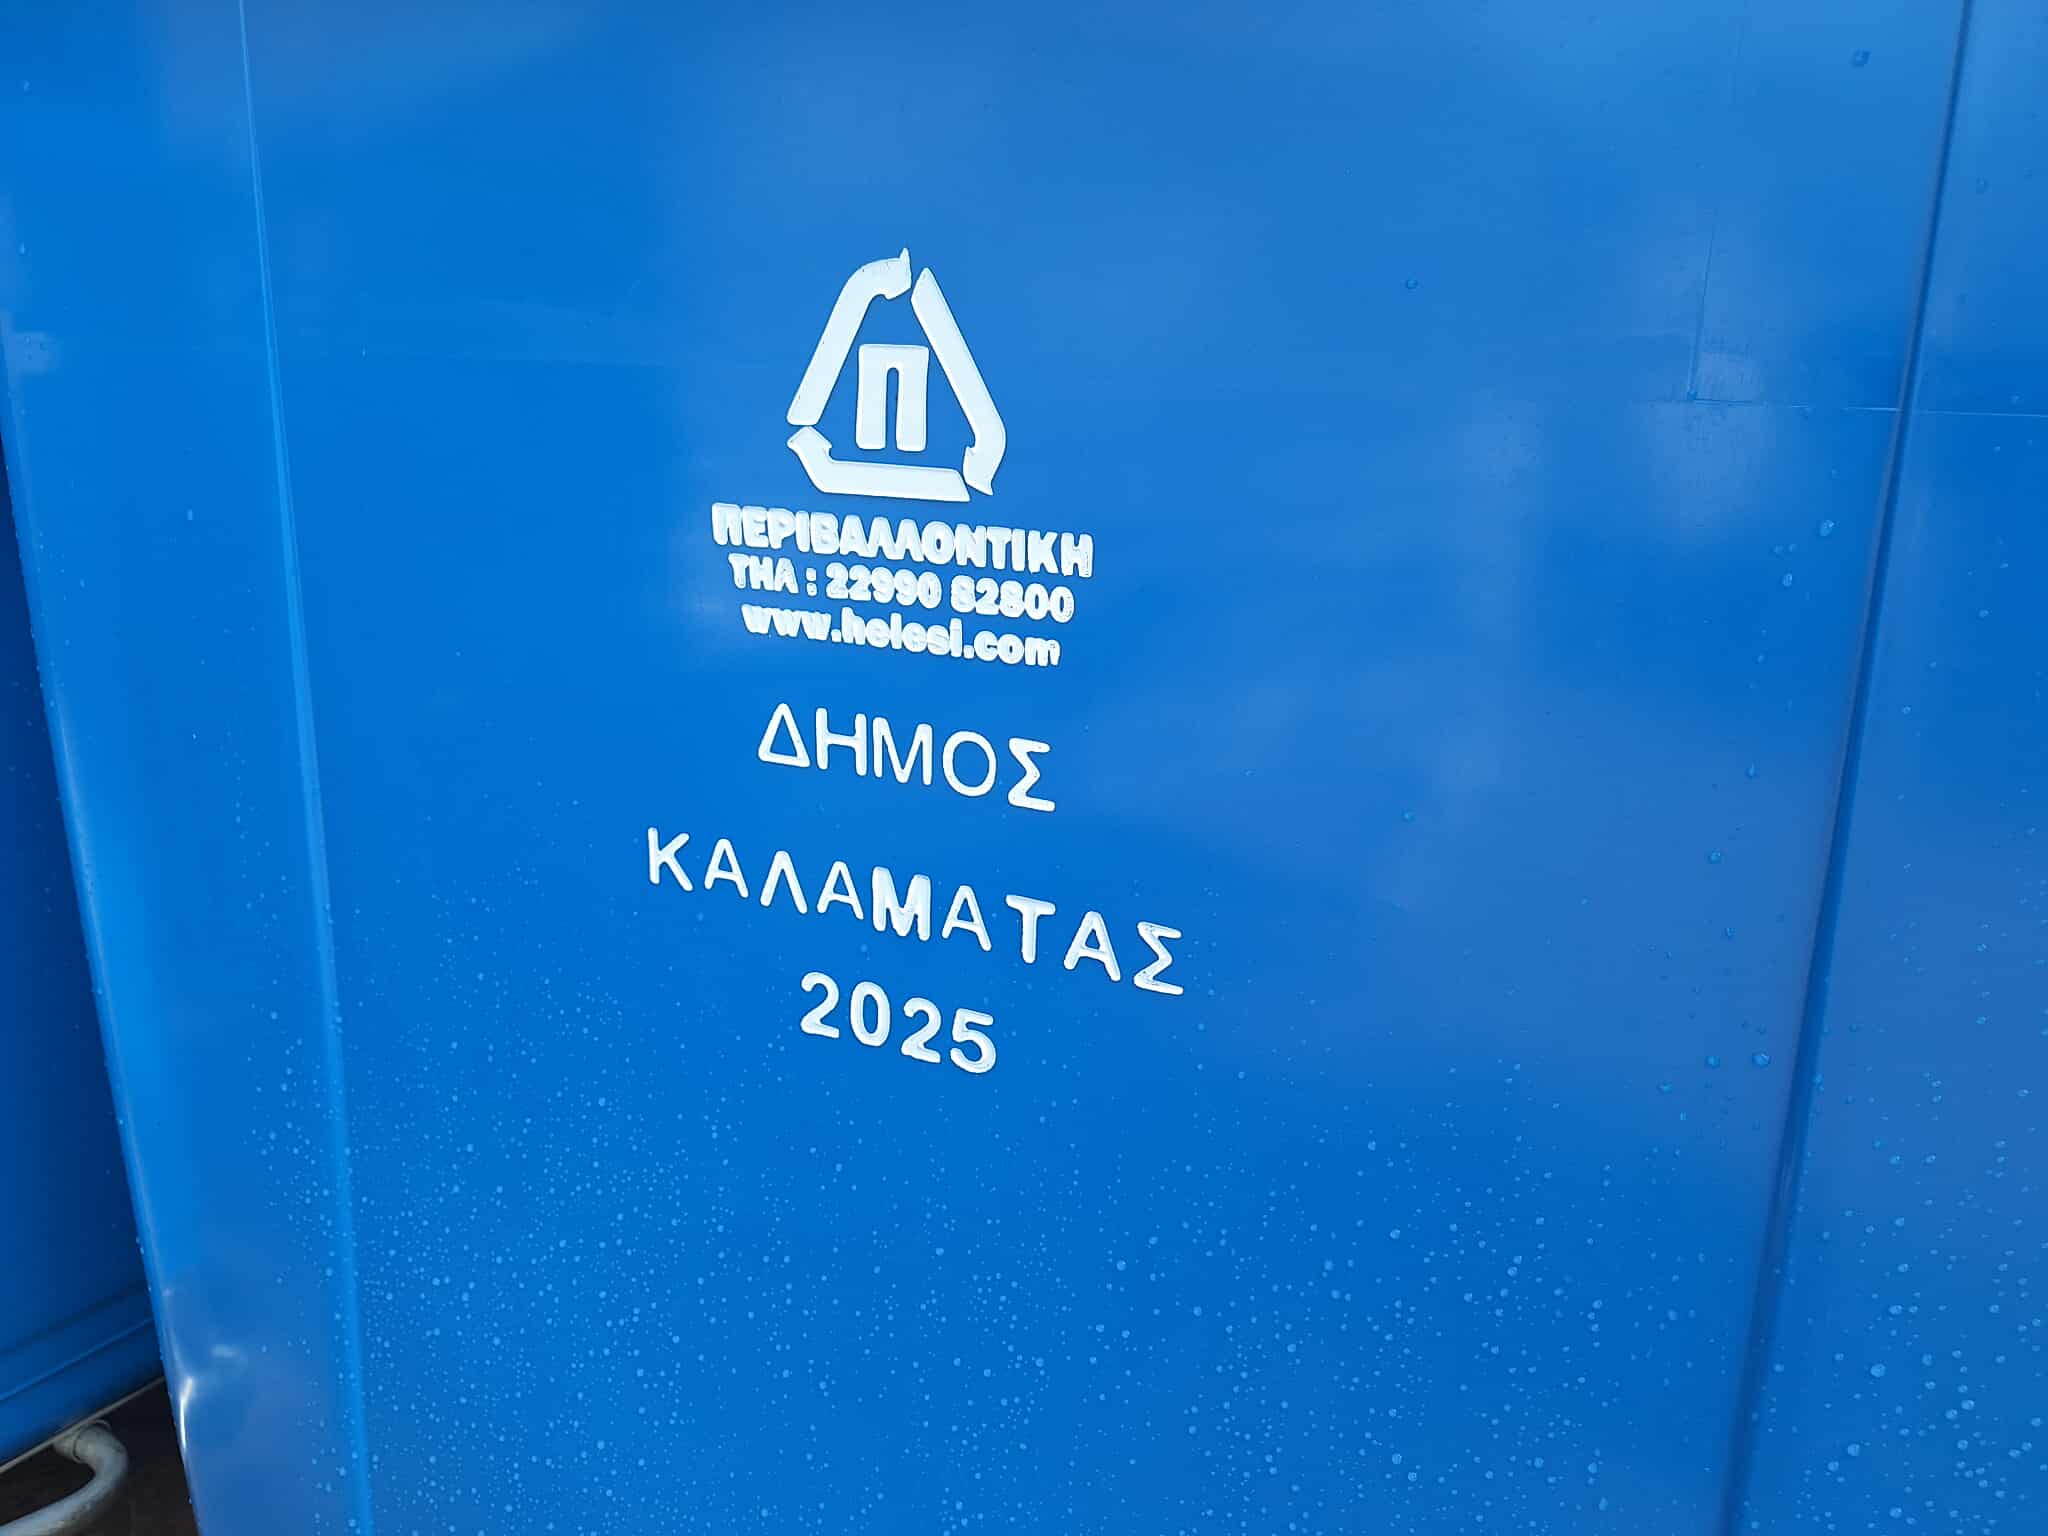 Π
ΠΕΡΙΒΑΛΛΟΝΤΙΚΗ
ΤΗΛ : 22990 82800
www.helesi.com
ΔΗΜΟΣ
ΚΑΛΑΜΑΤΑΣ
2025